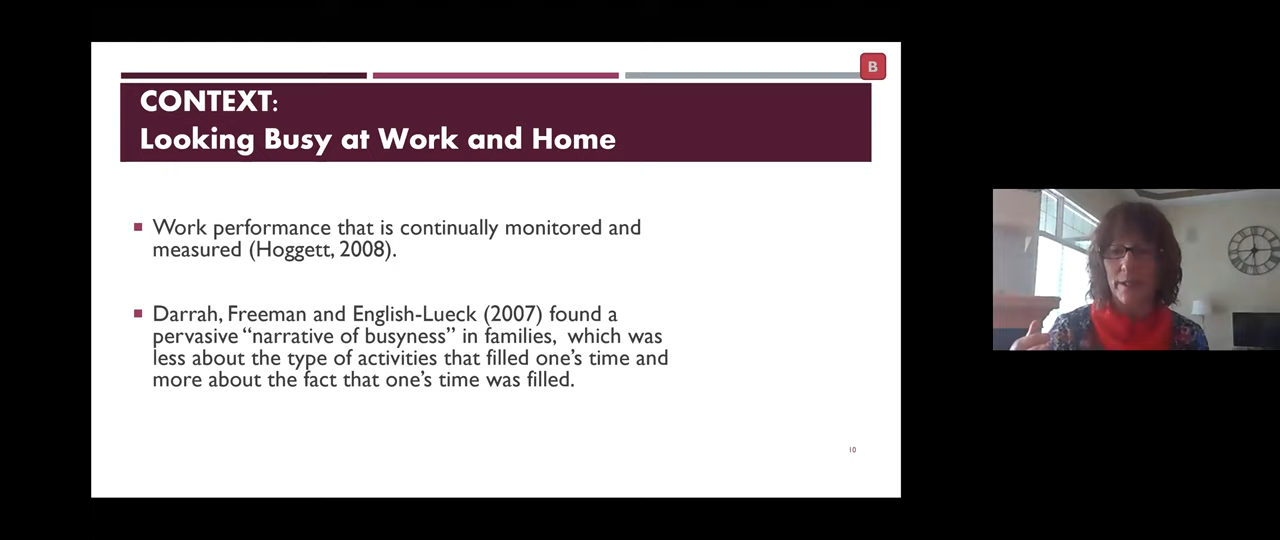 B
CONTEXT:
Looking Busy at Work and Home
Work performance that is continually monitored and
measured (Hoggett, 2008).
Darrah, Freeman and English-Lueck (2007) found a
pervasive “narrative of busyness” in families, which was
less about the type of activities that filled one’s time and
more about the fact that one’s time was filled.
10